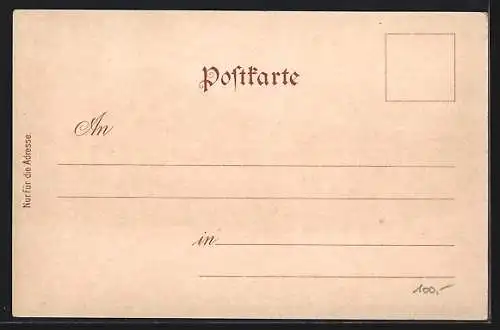 Poſtkarte
An
in
Nur für die Adresse.
100,-